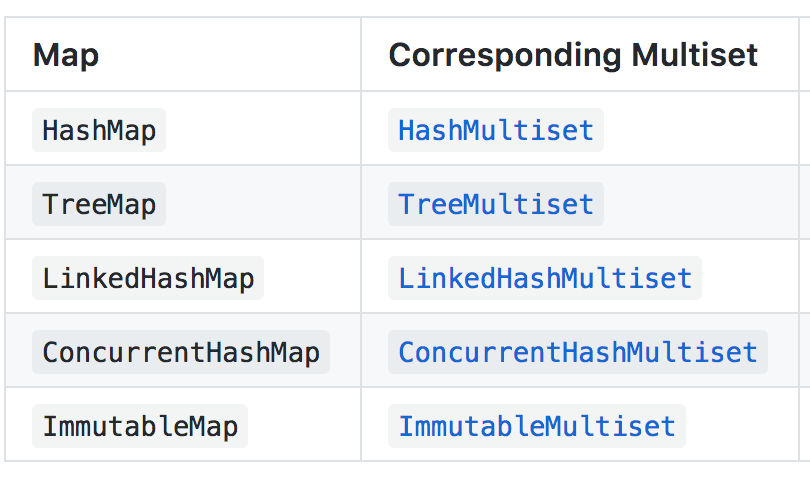 Map Corresponding Multiset
HashMap HashMultiset
TreeMap TreeMultiset
LinkedHashMap LinkedHashMultiset
ConcurrentHashMap ConcurrentHashMultiset
ImmutableMap ImmutableMultiset